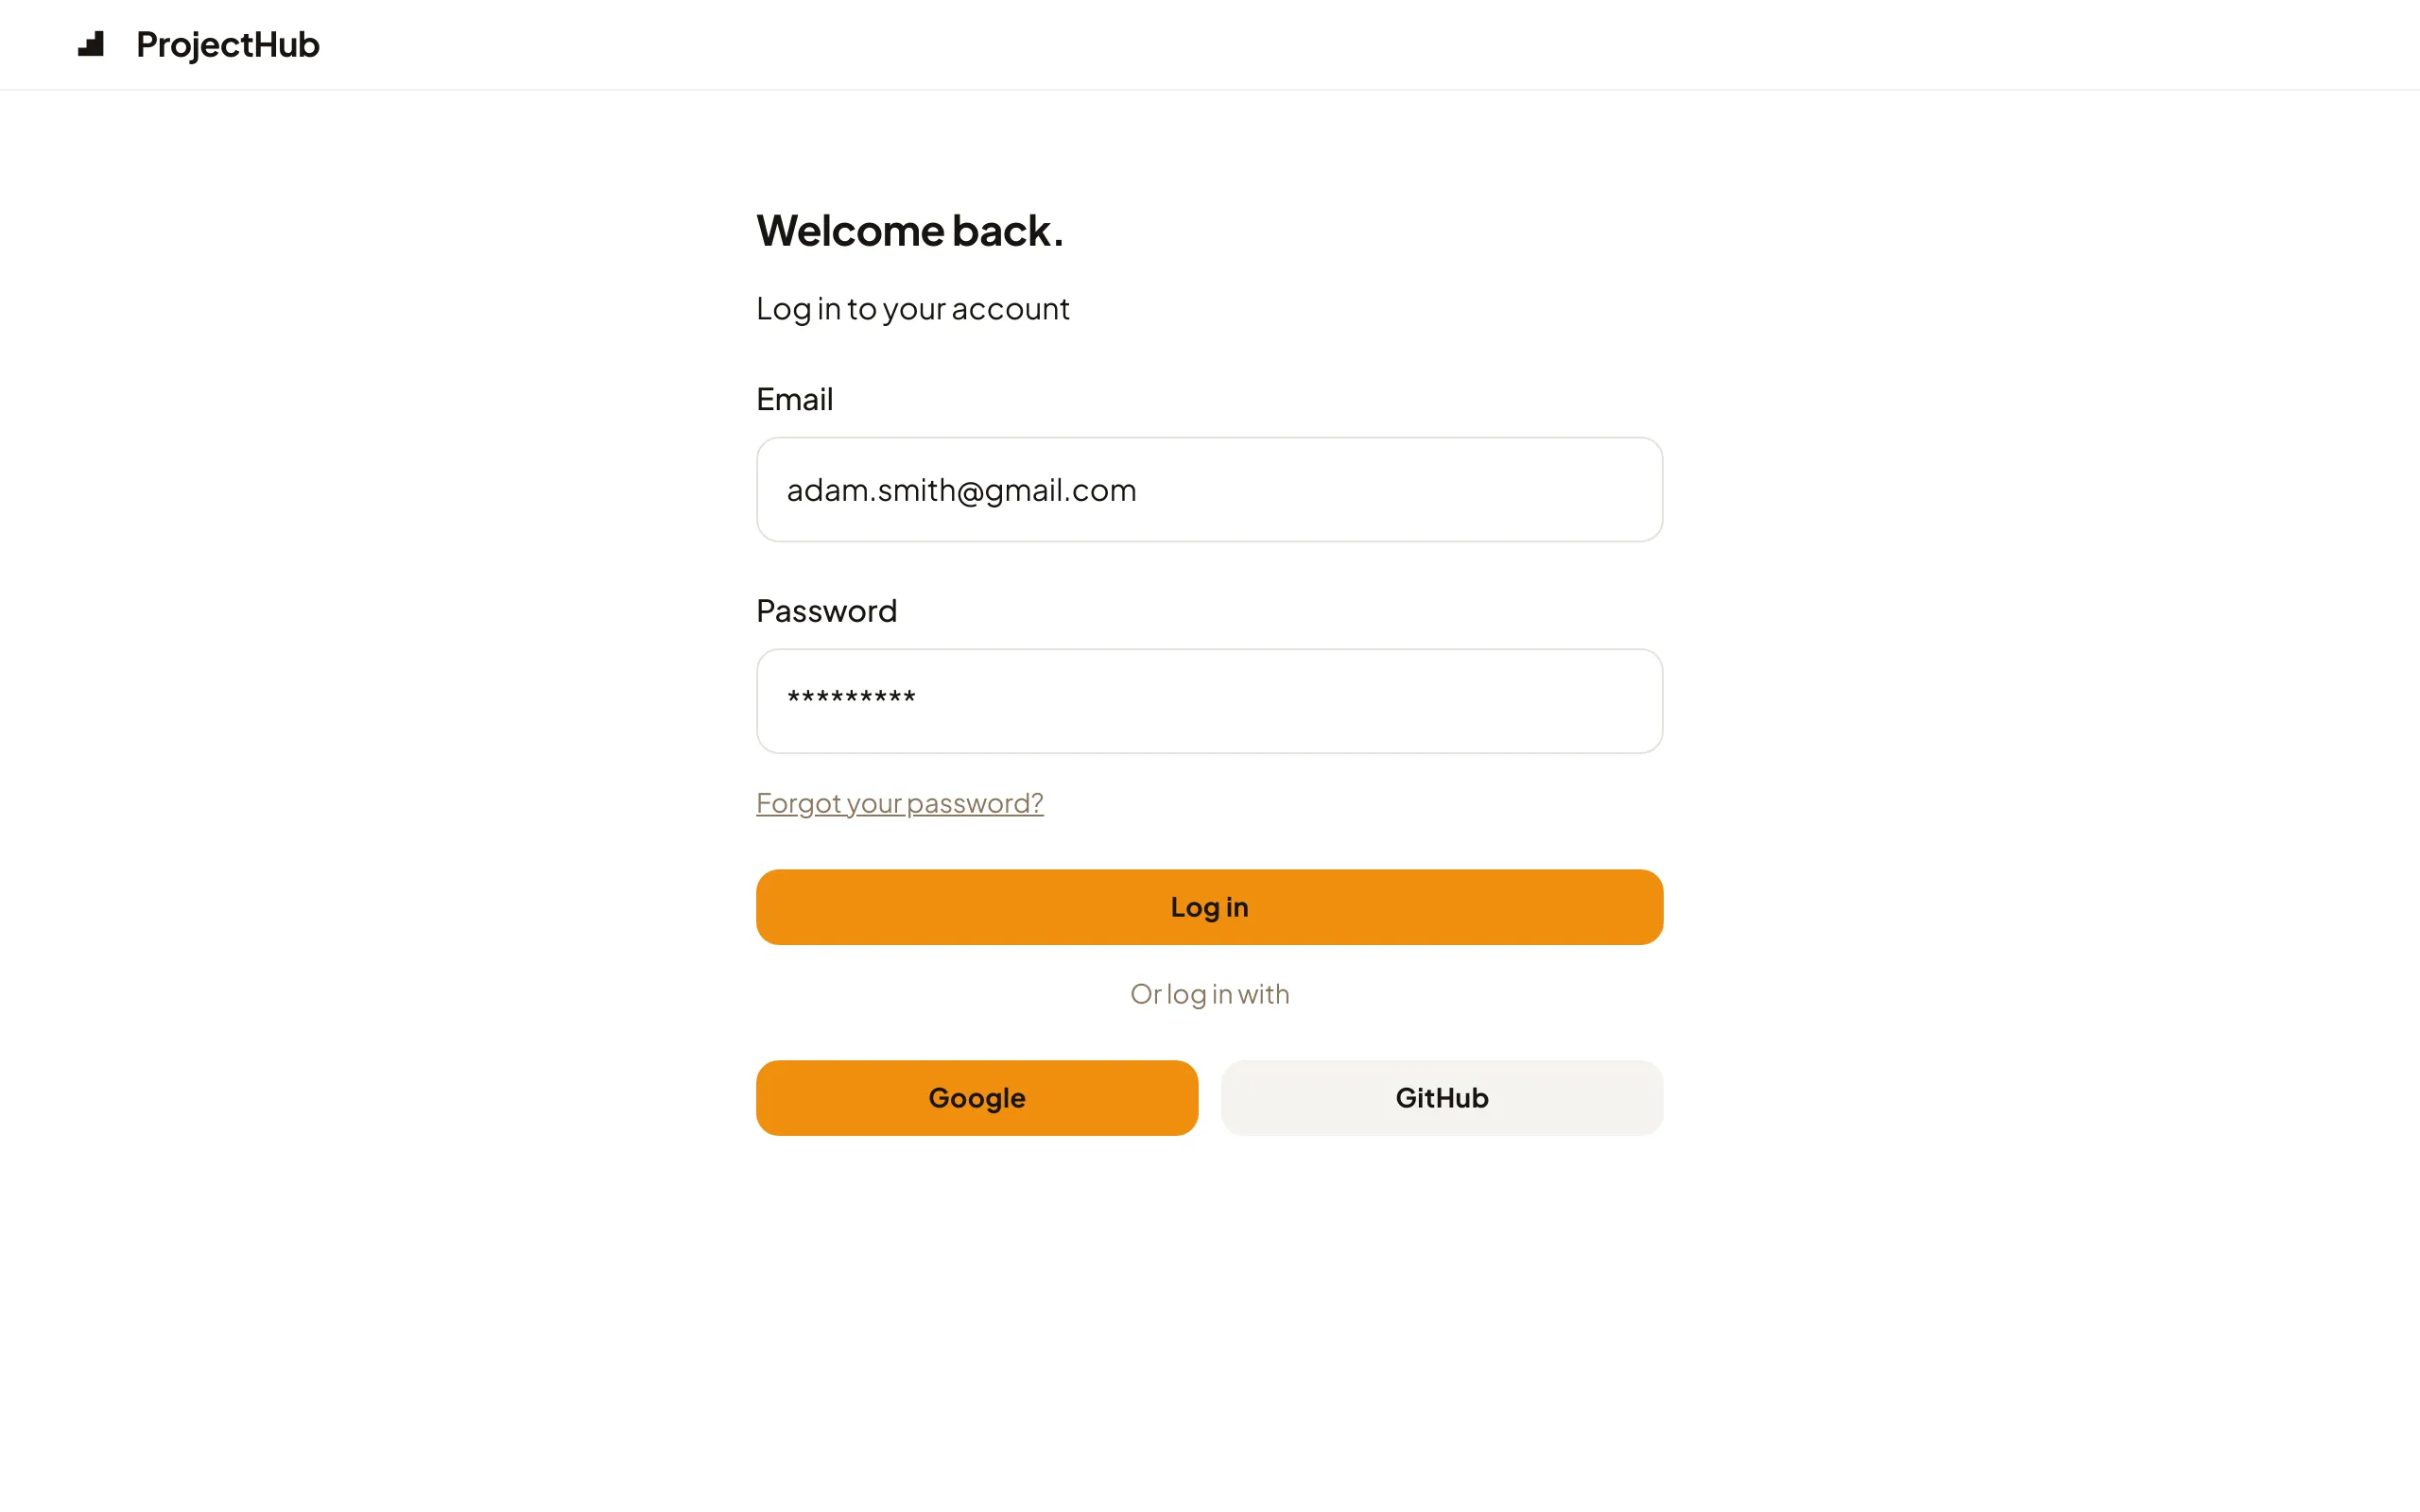 ProjectHub
Welcome back.
Log in to your account
Email
adam.smith@gmail.com
Password
*********
Forgot your password?
Log in
Or log in with
Google
GitHub